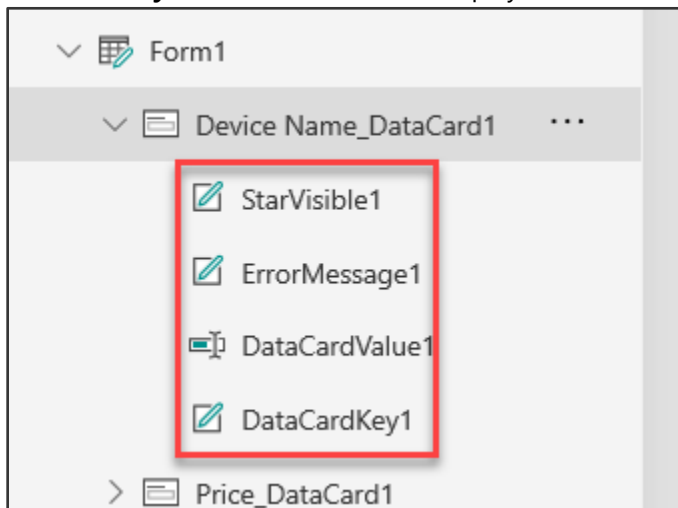 Form1
Device Name_DataCard1 ...
StarVisible1
ErrorMessage1
DataCardValue1
DataCardKey1
Price_DataCard1